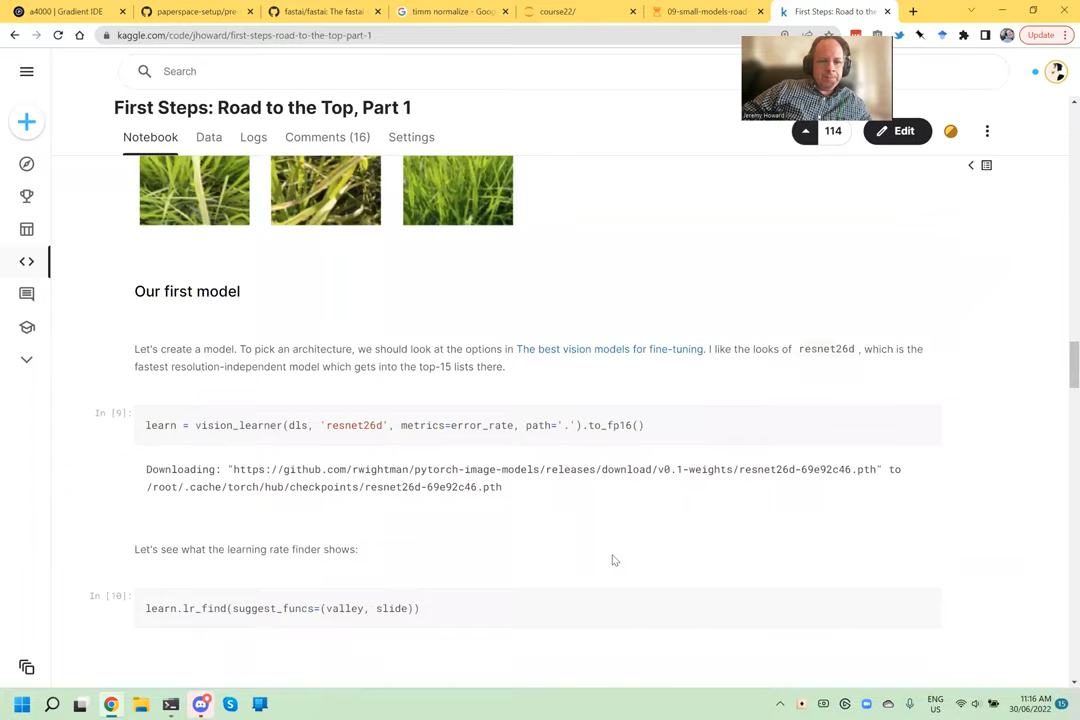 a4000 | Gradient IDE
paperspace-setup/pre-
fastai/fastai: The fastai
timm normalize - Goog
course22/
09-small-models-road
First Steps: Road to the
kaggle.com/code/jhoward/first-steps-road-to-the-top-part-1
Update
Search
Jeremy Howard
First Steps: Road to the Top, Part 1
114
Edit
Notebook
Data
Logs
Comments (16)
Settings
Our first model
Let's create a model. To pick an architecture, we should look at the options in The best vision models for fine-tuning. I like the looks of resnet26d, which is the
fastest resolution-independent model which gets into the top-15 lists there.
In [9]:
learn = vision_learner(dls, 'resnet26d', metrics=error_rate, path='.').to_fp16()
Downloading: "https://github.com/rwightman/pytorch-image-models/releases/download/v0.1-weights/resnet26d-69e92c46.pth" to
/root/.cache/torch/hub/checkpoints/resnet26d-69e92c46.pth
Let's see what the learning rate finder shows:
In [10]:
learn.lr_find(suggest_funcs=(valley, slide))
ENG
US
11:16 AM
30/06/2022
15